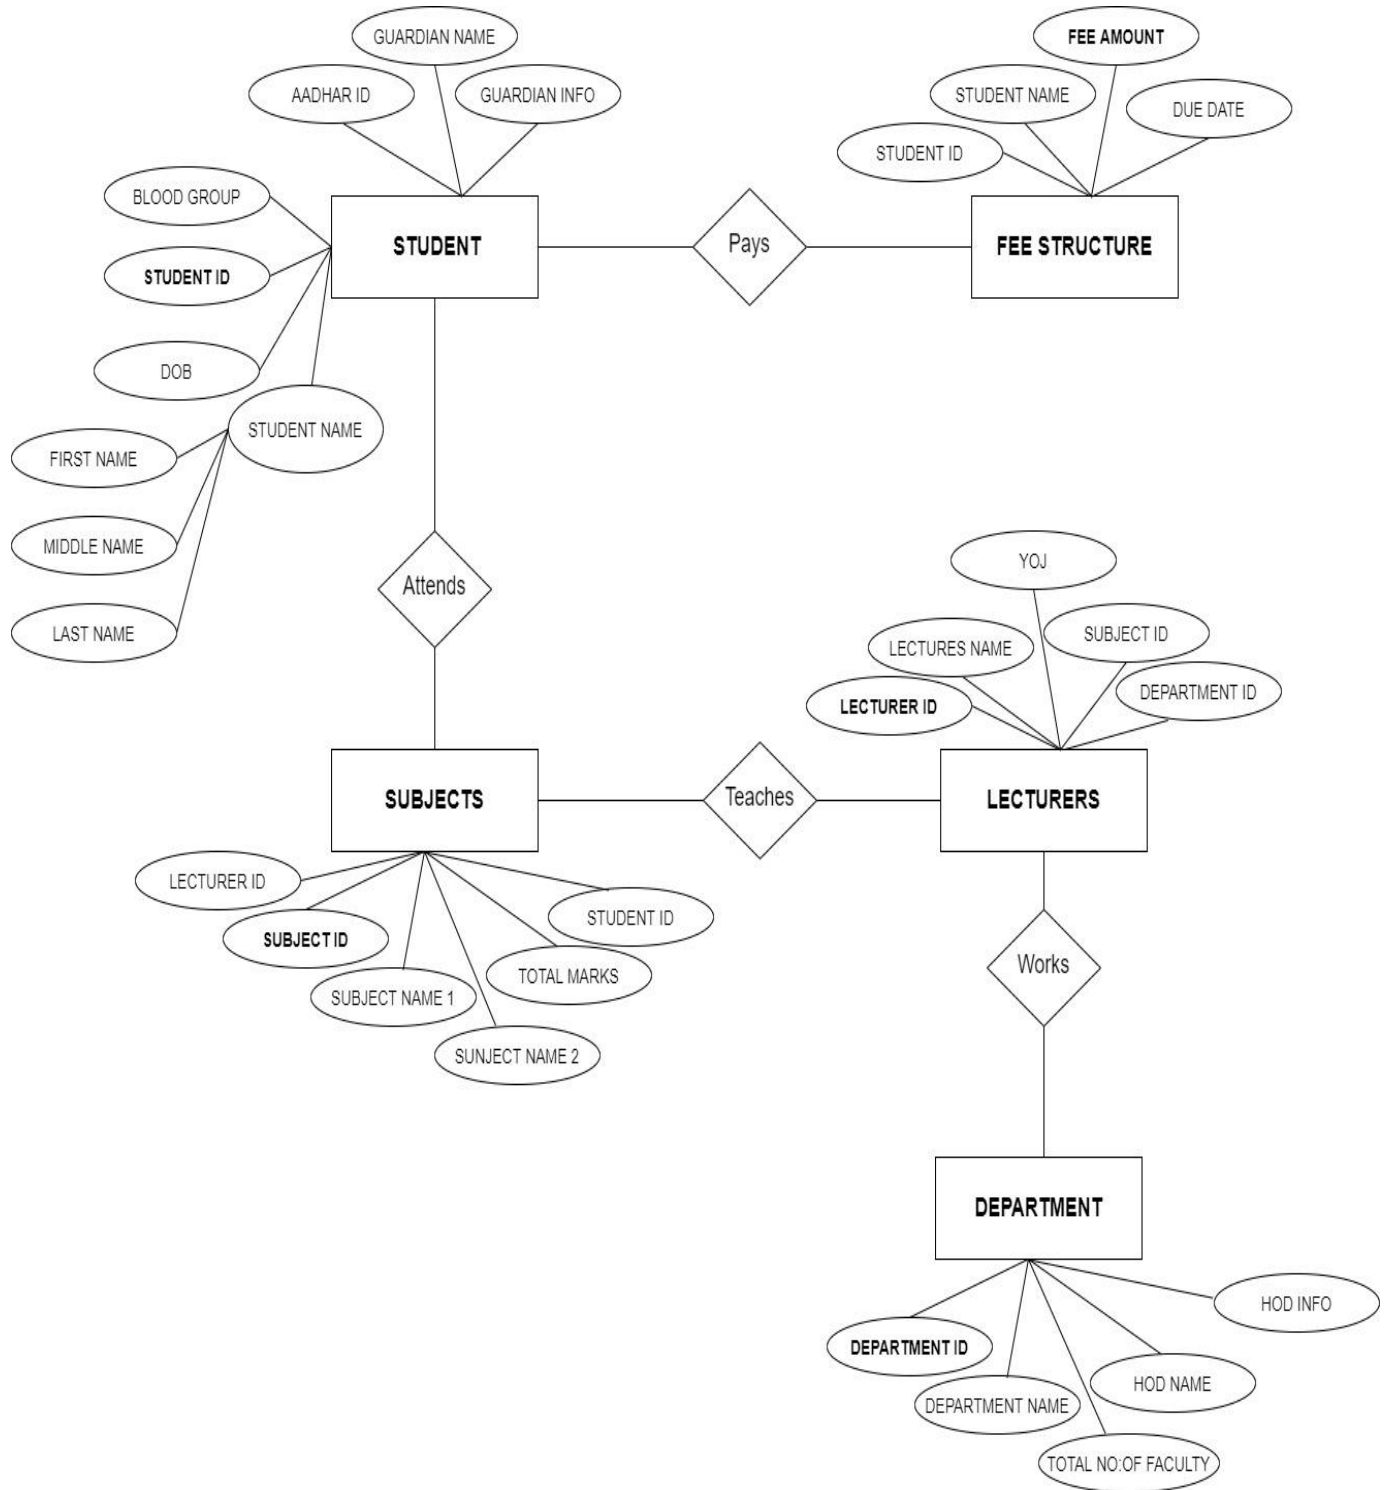 GUARDIAN NAME
FEE AMOUNT
AADHAR ID
GUARDIAN INFO
STUDENT NAME
DUE DATE
STUDENT ID
BLOOD GROUP
STUDENT
Pays
FEE STRUCTURE
STUDENT ID
DOB
STUDENT NAME
FIRST NAME
MIDDLE NAME
LAST NAME
Attends
YOJ
LECTURES NAME
SUBJECT ID
LECTURER ID
DEPARTMENT ID
SUBJECTS
Teaches
LECTURERS
LECTURER ID
STUDENT ID
SUBJECT ID
TOTAL MARKS
SUBJECT NAME 1
SUNJECT NAME 2
Works
DEPARTMENT
HOD INFO
DEPARTMENT ID
HOD NAME
DEPARTMENT NAME
TOTAL NO:OF FACULTY